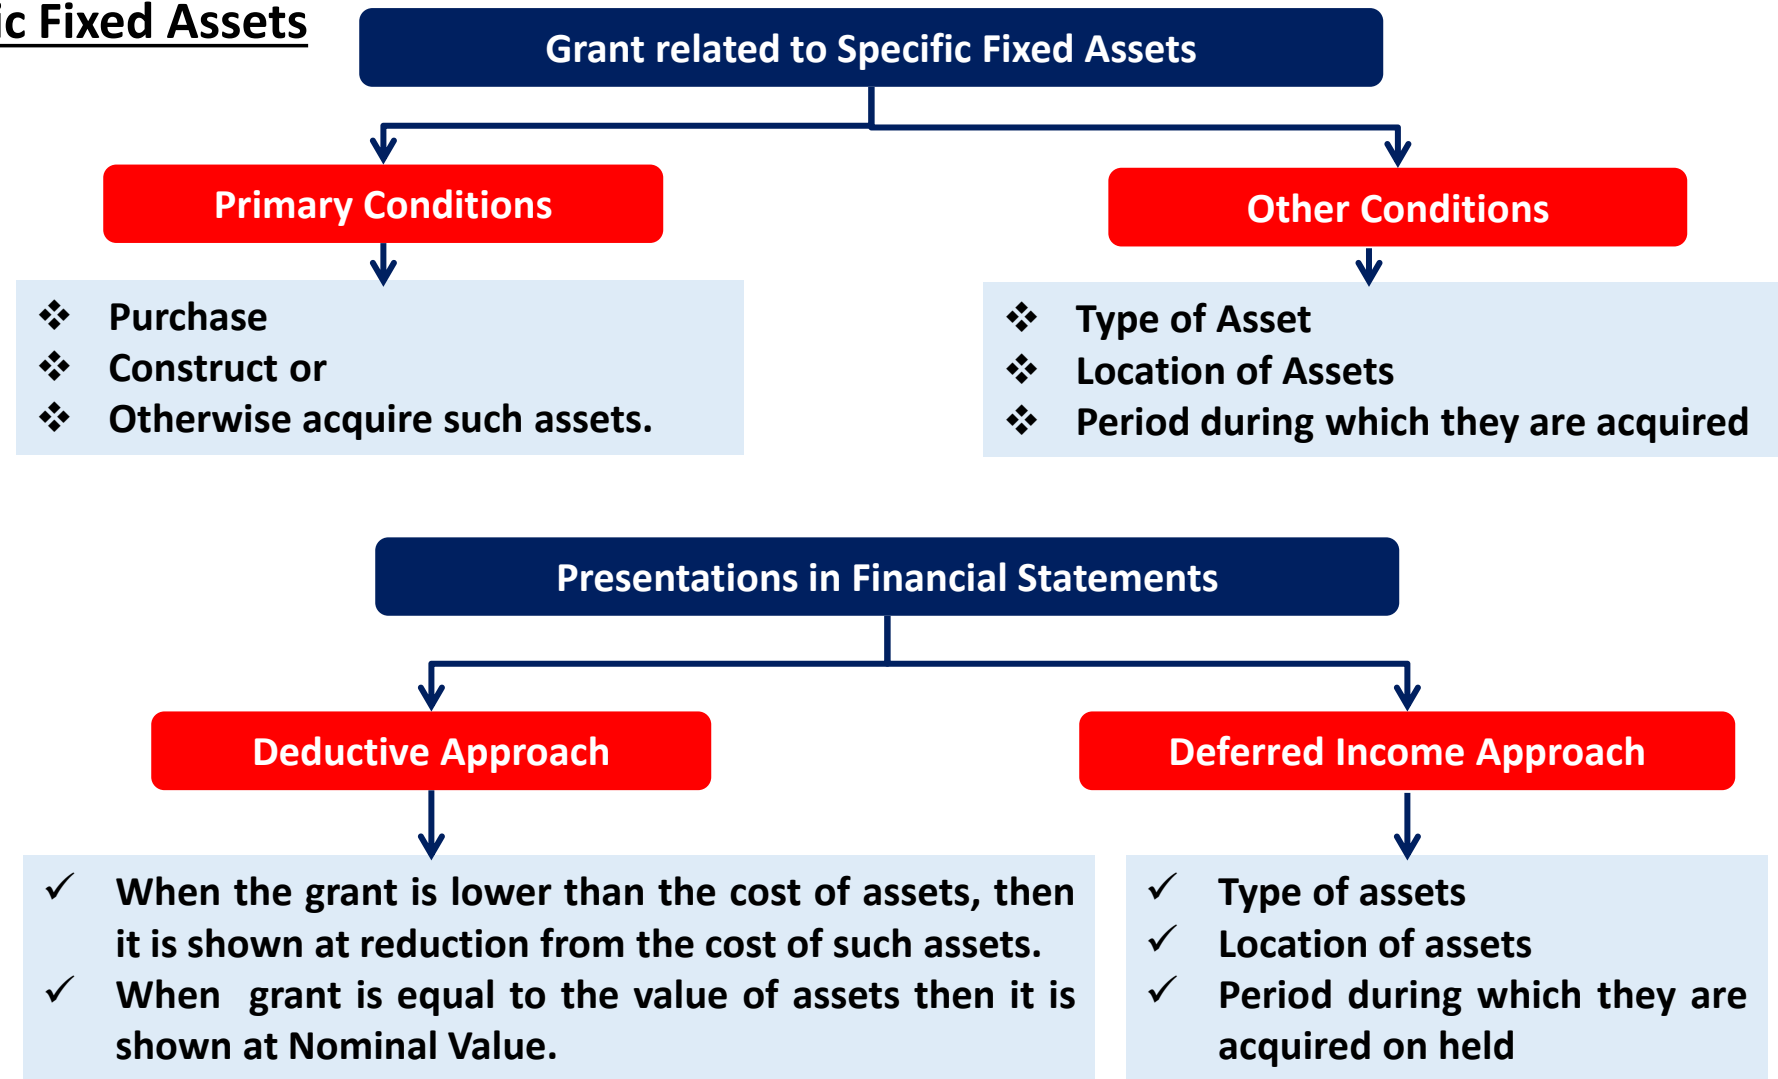 ic Fixed Assets
Grant related to Specific Fixed Assets
Primary Conditions
Other Conditions
❖ Purchase
❖ Construct or
❖ Otherwise acquire such assets.
❖ Type of Asset
❖ Location of Assets
❖ Period during which they are acquired
Presentations in Financial Statements
Deductive Approach
Deferred Income Approach
✓ When the grant is lower than the cost of assets, then
it is shown at reduction from the cost of such assets.
✓ When grant is equal to the value of assets then it is
shown at Nominal Value.
✓ Type of assets
✓ Location of assets
✓ Period during which they are
acquired on held